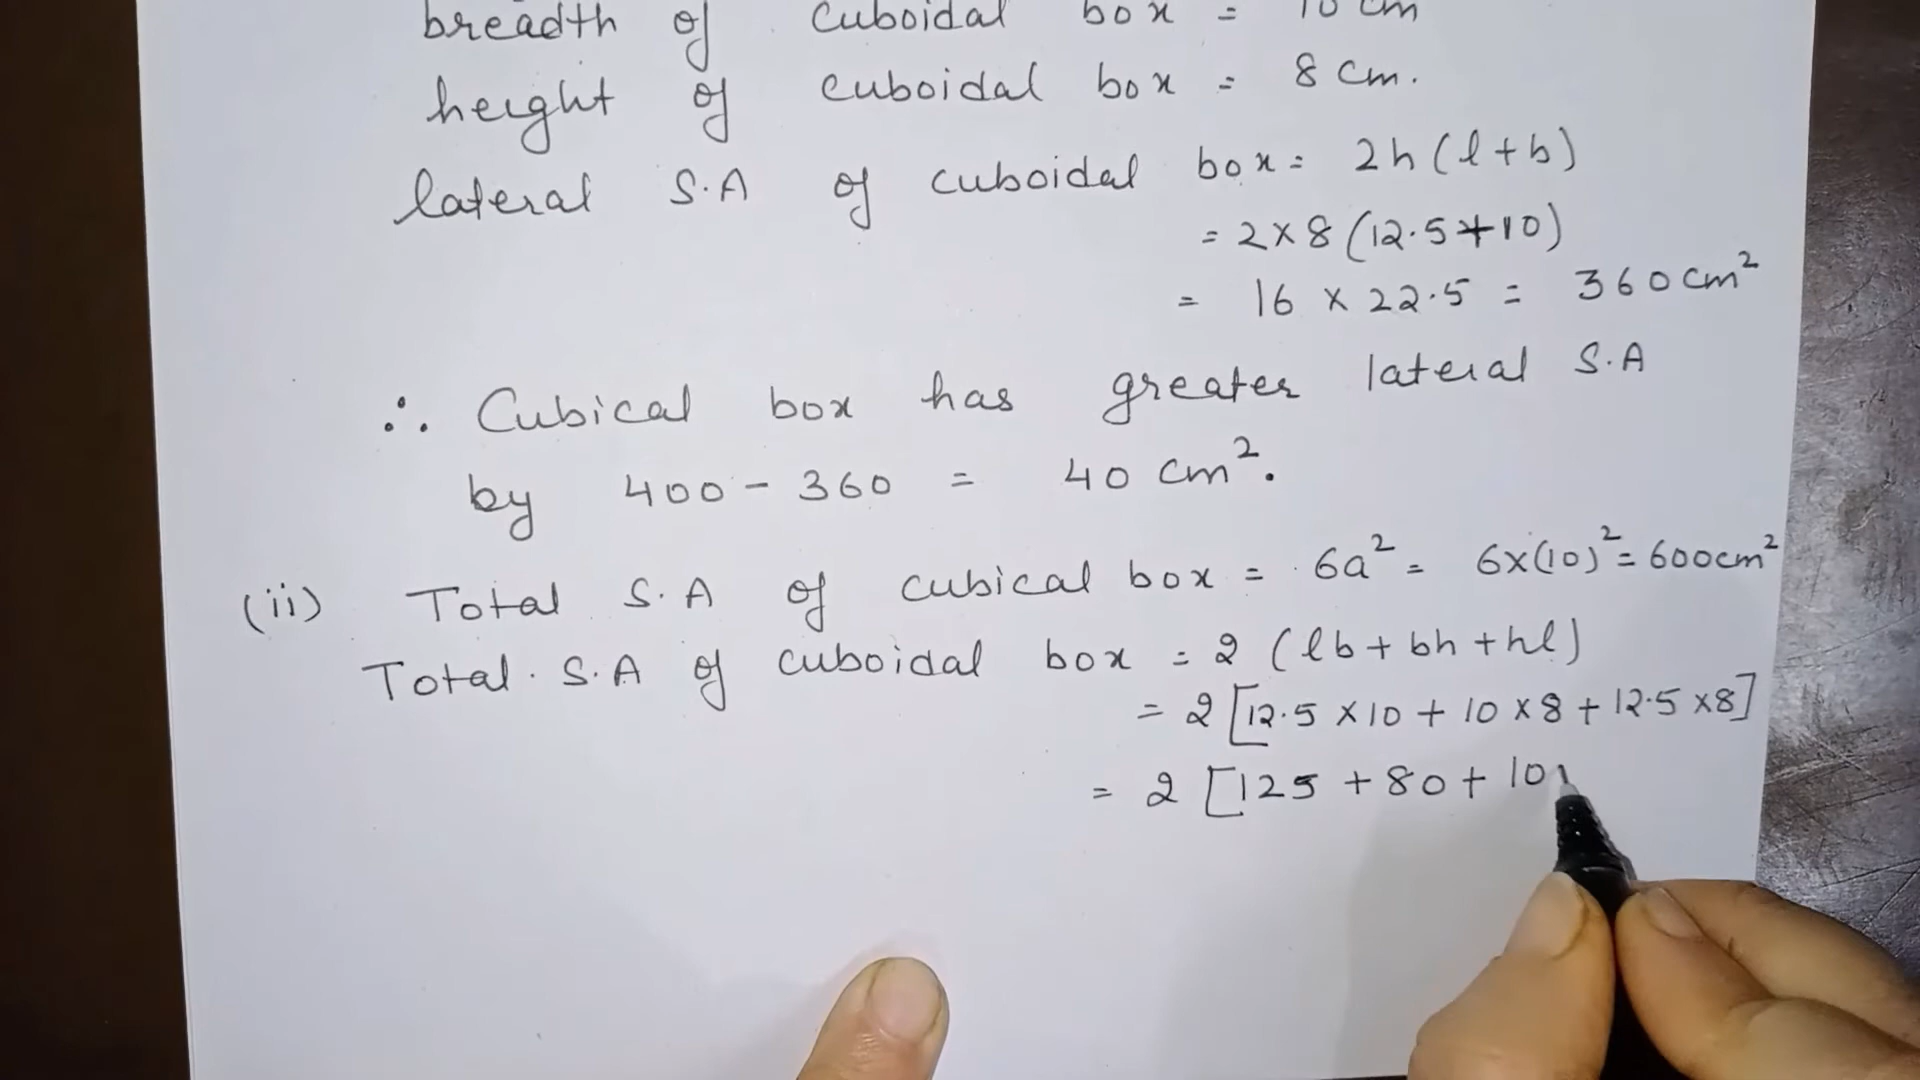 breadth of cuboidal box = 10 cm
height of cuboidal box = 8 cm.
lateral S.A of cuboidal box = 2h (l+b)
= 2×8 (12.5+10)
= 16 × 22.5 = 360 cm²
∴ Cubical box has greater lateral S.A
by 400 - 360 = 40 cm².
(ii) Total S.A of cubical box = 6a² = 6×(10)² = 600 cm²
Total S.A of cuboidal box = 2 (lb + bh + hl)
= 2 [12.5 × 10 + 10 × 8 + 12.5 × 8]
= 2 [125 + 80 + 10